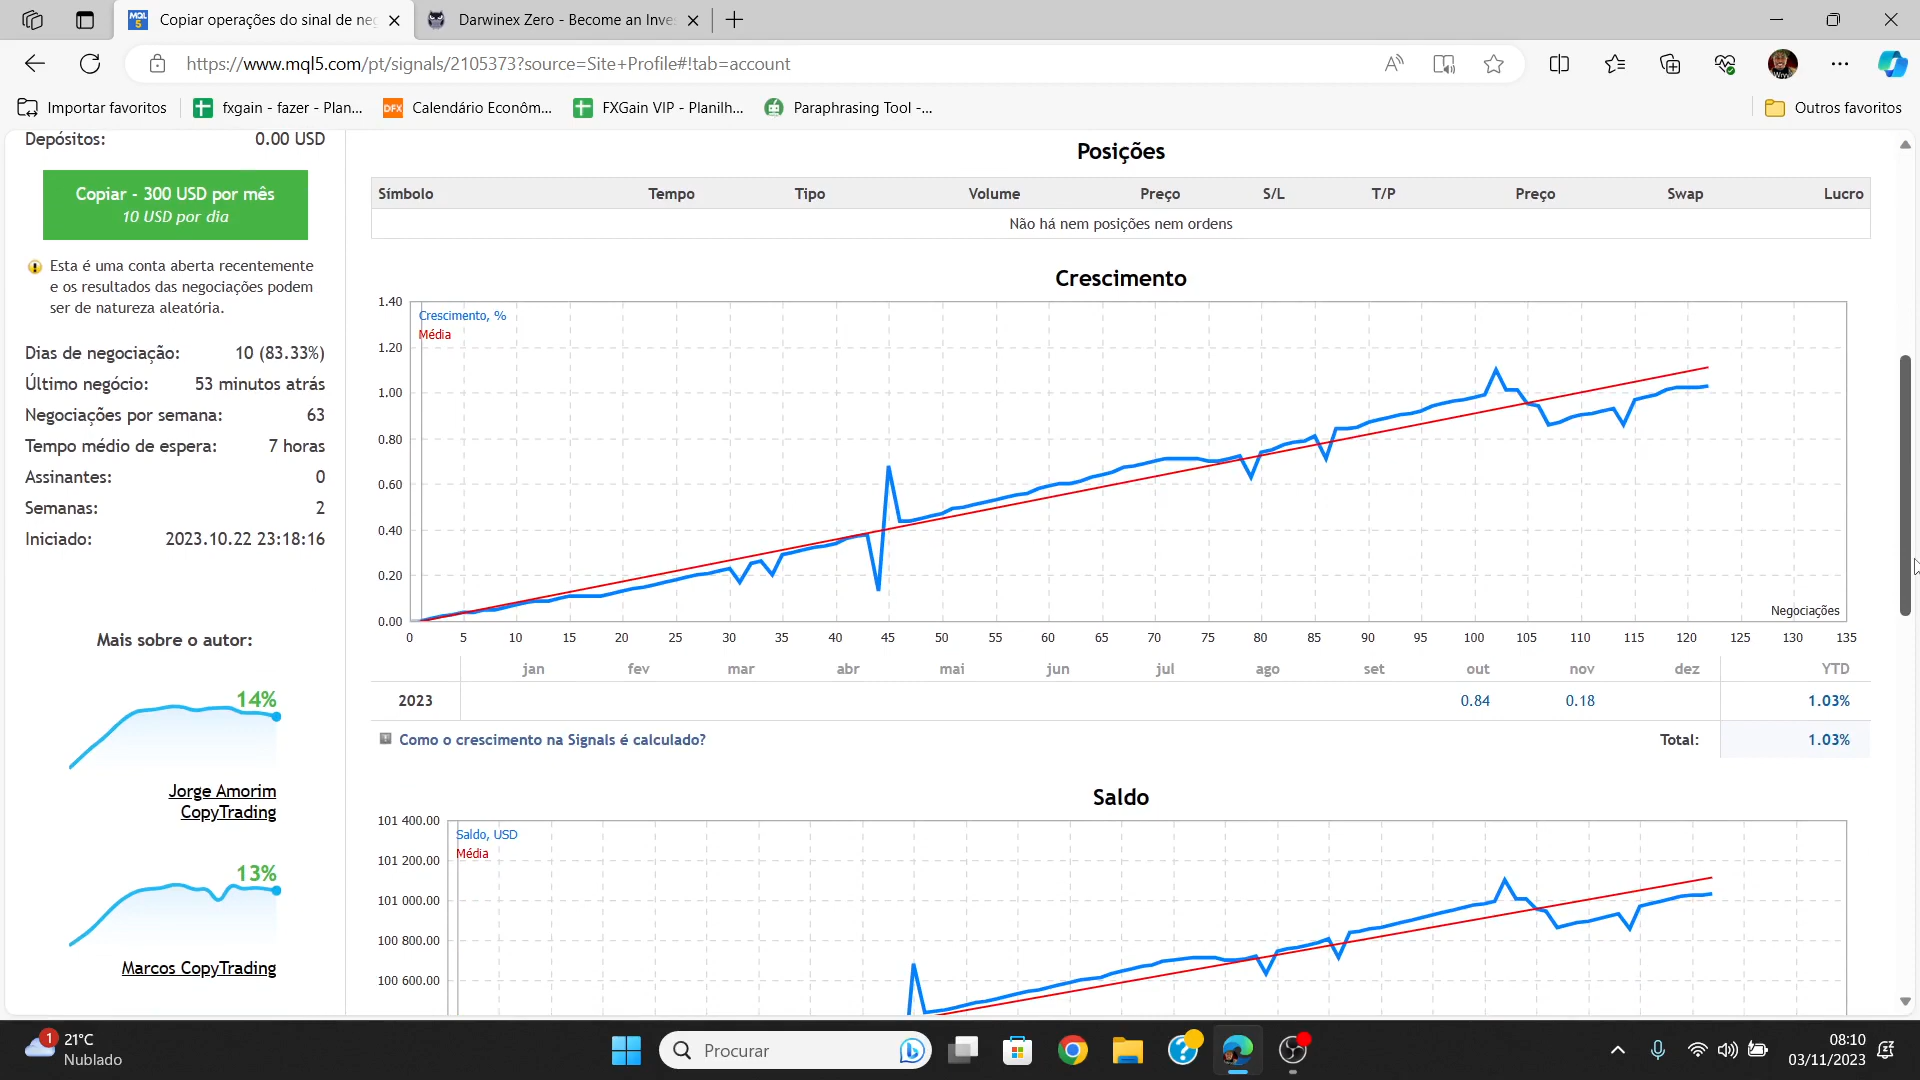 Copiar operações do sinal de neg
Darwinex Zero - Become an Inve
https://www.mql5.com/pt/signals/2105373?source=Site+Profile#!tab=account
Importar favoritos
fxgain - fazer - Plan...
DFX
Calendário Econôm...
FXGain VIP - Planilh...
Paraphrasing Tool -...
Outros favoritos
Depósitos: 0.00 USD
Copiar - 300 USD por mês
10 USD por dia
Esta é uma conta aberta recentemente
e os resultados das negociações podem
ser de natureza aleatória.
Dias de negociação: 10 (83.33%)
Último negócio: 53 minutos atrás
Negociações por semana: 63
Tempo médio de espera: 7 horas
Assinantes: 0
Semanas: 2
Iniciado: 2023.10.22 23:18:16
Mais sobre o autor:
14%
Jorge Amorim
CopyTrading
13%
Marcos CopyTrading
Posições
Símbolo Tempo Tipo Volume Preço S/L T/P Preço Swap Lucro
Não há nem posições nem ordens
Crescimento
1.40
Crescimento, %
Média
1.20
1.00
0.80
0.60
0.40
0.20
0.00
Negociações
0 5 10 15 20 25 30 35 40 45 50 55 60 65 70 75 80 85 90 95 100 105 110 115 120 125 130 135
jan fev mar abr mai jun jul ago set out nov dez YTD
2023 0.84 0.18 1.03%
Como o crescimento na Signals é calculado? Total: 1.03%
Saldo
101 400.00
Saldo, USD
Média
101 200.00
101 000.00
100 800.00
100 600.00
1
21°C
Nublado
Procurar
08:10
03/11/2023